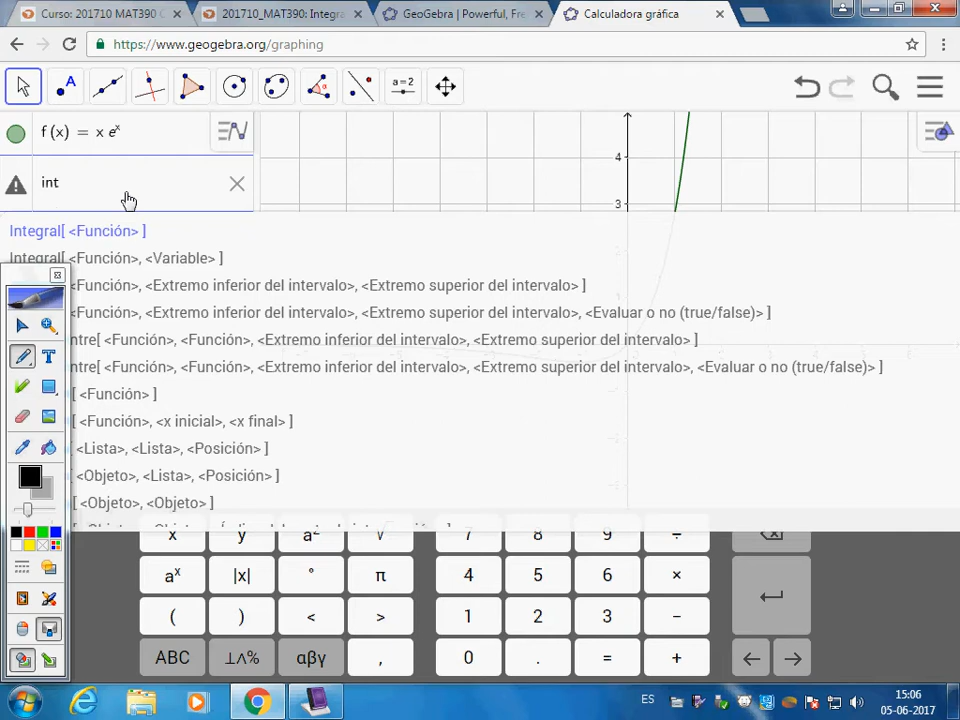 Curso: 201710 MAT390 C
201710_MAT390: Integra
GeoGebra | Powerful, Fre
Calculadora gráfica
https://www.geogebra.org/graphing
A
a=2
f(x) = x eˣ
int
4
3
Integral[ <Función> ]
Integral[ <Función>, <Variable> ]
<Función>, <Extremo inferior del intervalo>, <Extremo superior del intervalo> ]
<Función>, <Extremo inferior del intervalo>, <Extremo superior del intervalo>, <Evaluar o no (true/false)> ]
ntre[ <Función>, <Función>, <Extremo inferior del intervalo>, <Extremo superior del intervalo> ]
ntre[ <Función>, <Función>, <Extremo inferior del intervalo>, <Extremo superior del intervalo>, <Evaluar o no (true/false)> ]
[ <Función> ]
[ <Función>, <x inicial>, <x final> ]
[ <Lista>, <Lista>, <Posición> ]
[ <Objeto>, <Lista>, <Posición> ]
[ <Objeto>, <Objeto> ]
T
x y a² √ 7 8 9 ÷
aˣ |x| ° π 4 5 6 ×
( ) < > 1 2 3 −
ABC ⊥∧% αβγ , 0 . = + ← →
ES
15:06
05-06-2017